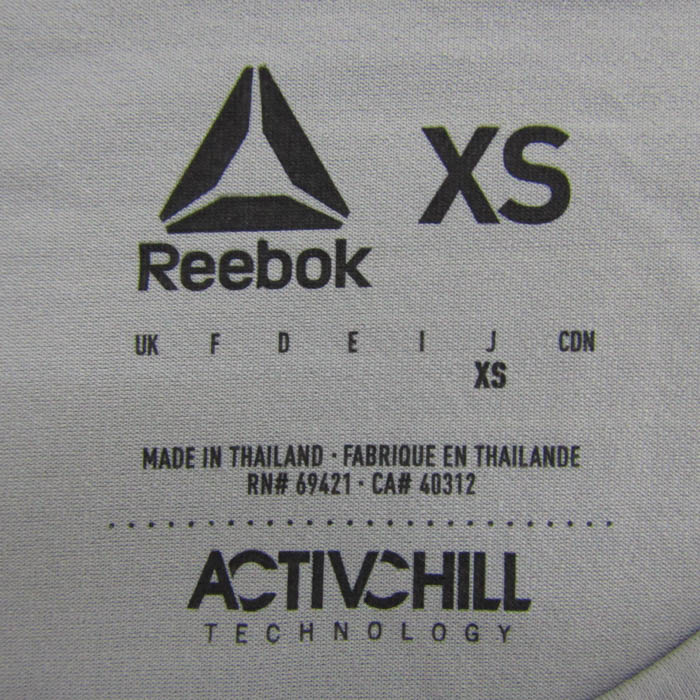 XS
Reebok
UK F D E I J CDN
XS
MADE IN THAILAND · FABRIQUE EN THAILANDE
RN# 69421 · CA# 40312
ACTIVCHILL
TECHNOLOGY